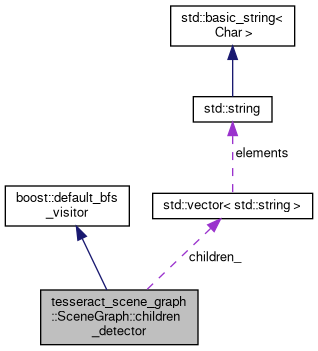 std::basic_string<
Char >
std::string
elements
boost::default_bfs
_visitor
std::vector< std::string >
children_
tesseract_scene_graph
::SceneGraph::children
_detector